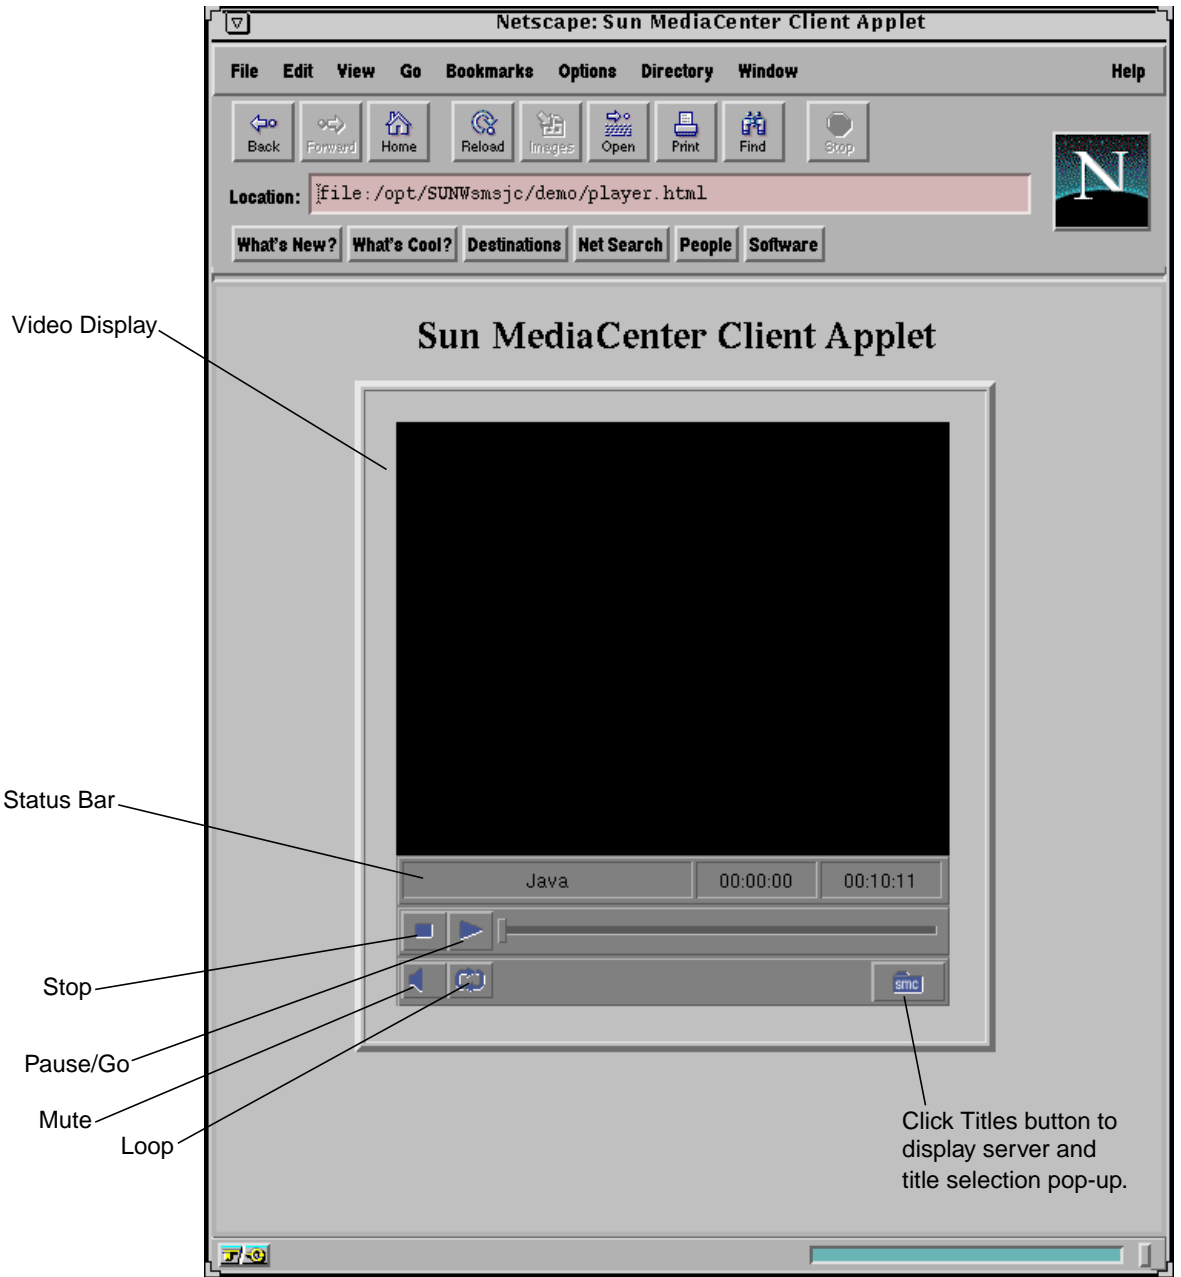 Netscape: Sun MediaCenter Client Applet
File Edit View Go Bookmarks Options Directory Window Help
Back Forward Home Reload Images Open Print Find Stop
N
Location: file:/opt/SUNWsmsjc/demo/player.html
What's New? What's Cool? Destinations Net Search People Software
Video Display
Sun MediaCenter Client Applet
Status Bar
Java 00:00:00 00:10:11
Stop
smc
Pause/Go
Mute
Loop
Click Titles button to
display server and
title selection pop-up.